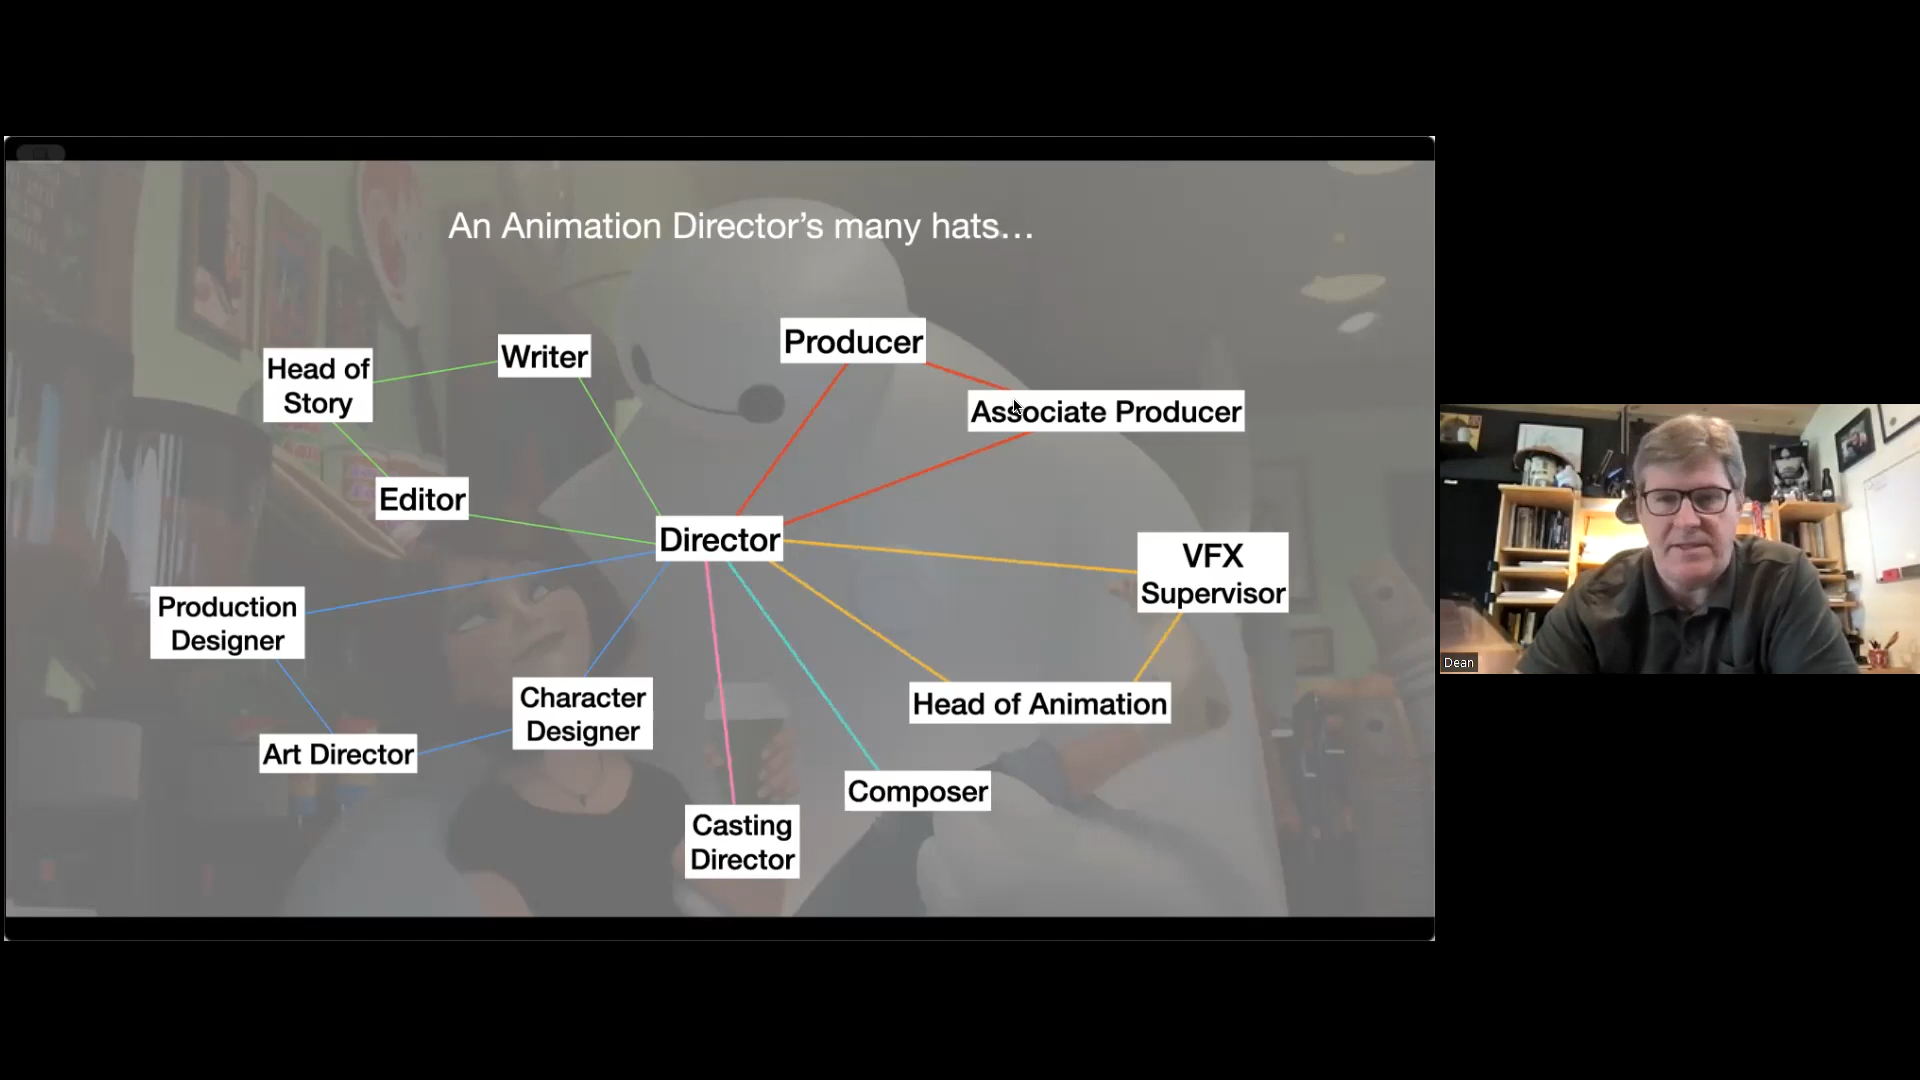 An Animation Director’s many hats…
Producer
Writer
Head of
Story
Associate Producer
Editor
Director
VFX
Supervisor
Production
Designer
Character
Designer
Head of Animation
Art Director
Composer
Casting
Director
Dean